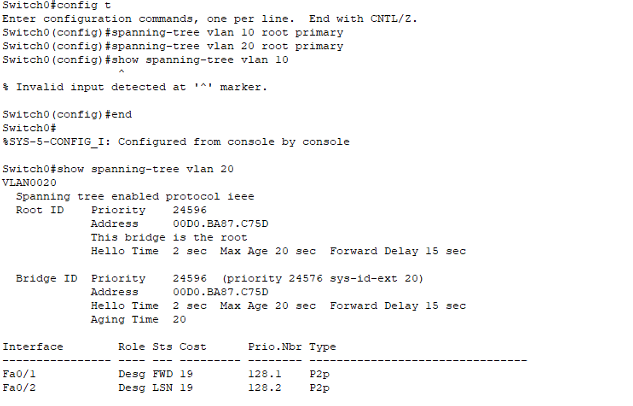 Switch0#config t
Enter configuration commands, one per line.  End with CNTL/Z.
Switch0(config)#spanning-tree vlan 10 root primary
Switch0(config)#spanning-tree vlan 20 root primary
Switch0(config)#show spanning-tree vlan 10
                 ^
% Invalid input detected at '^' marker.

Switch0(config)#end
Switch0#
%SYS-5-CONFIG_I: Configured from console by console

Switch0#show spanning-tree vlan 20
VLAN0020
  Spanning tree enabled protocol ieee
  Root ID    Priority    24596
             Address     00D0.BA87.C75D
             This bridge is the root
             Hello Time  2 sec  Max Age 20 sec  Forward Delay 15 sec

  Bridge ID  Priority    24596  (priority 24576 sys-id-ext 20)
             Address     00D0.BA87.C75D
             Hello Time  2 sec  Max Age 20 sec  Forward Delay 15 sec
             Aging Time  20

Interface        Role Sts Cost      Prio.Nbr Type
---------------- ---- --- --------- -------- --------------------------------
Fa0/1            Desg FWD 19        128.1    P2p
Fa0/2            Desg LSN 19        128.2    P2p